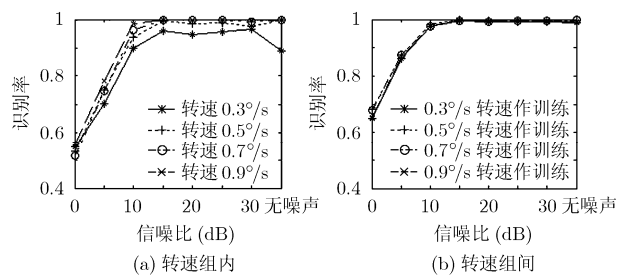 1
0.8
0.6
0.4
识别率
转速 0.3°/s
转速 0.5°/s
转速 0.7°/s
转速 0.9°/s
0 10 20 30 无噪声
信噪比 (dB)
(a) 转速组内
1
0.8
0.6
0.4
识别率
0.3°/s 转速作训练
0.5°/s 转速作训练
0.7°/s 转速作训练
0.9°/s 转速作训练
0 10 20 30 无噪声
信噪比 (dB)
(b) 转速组间